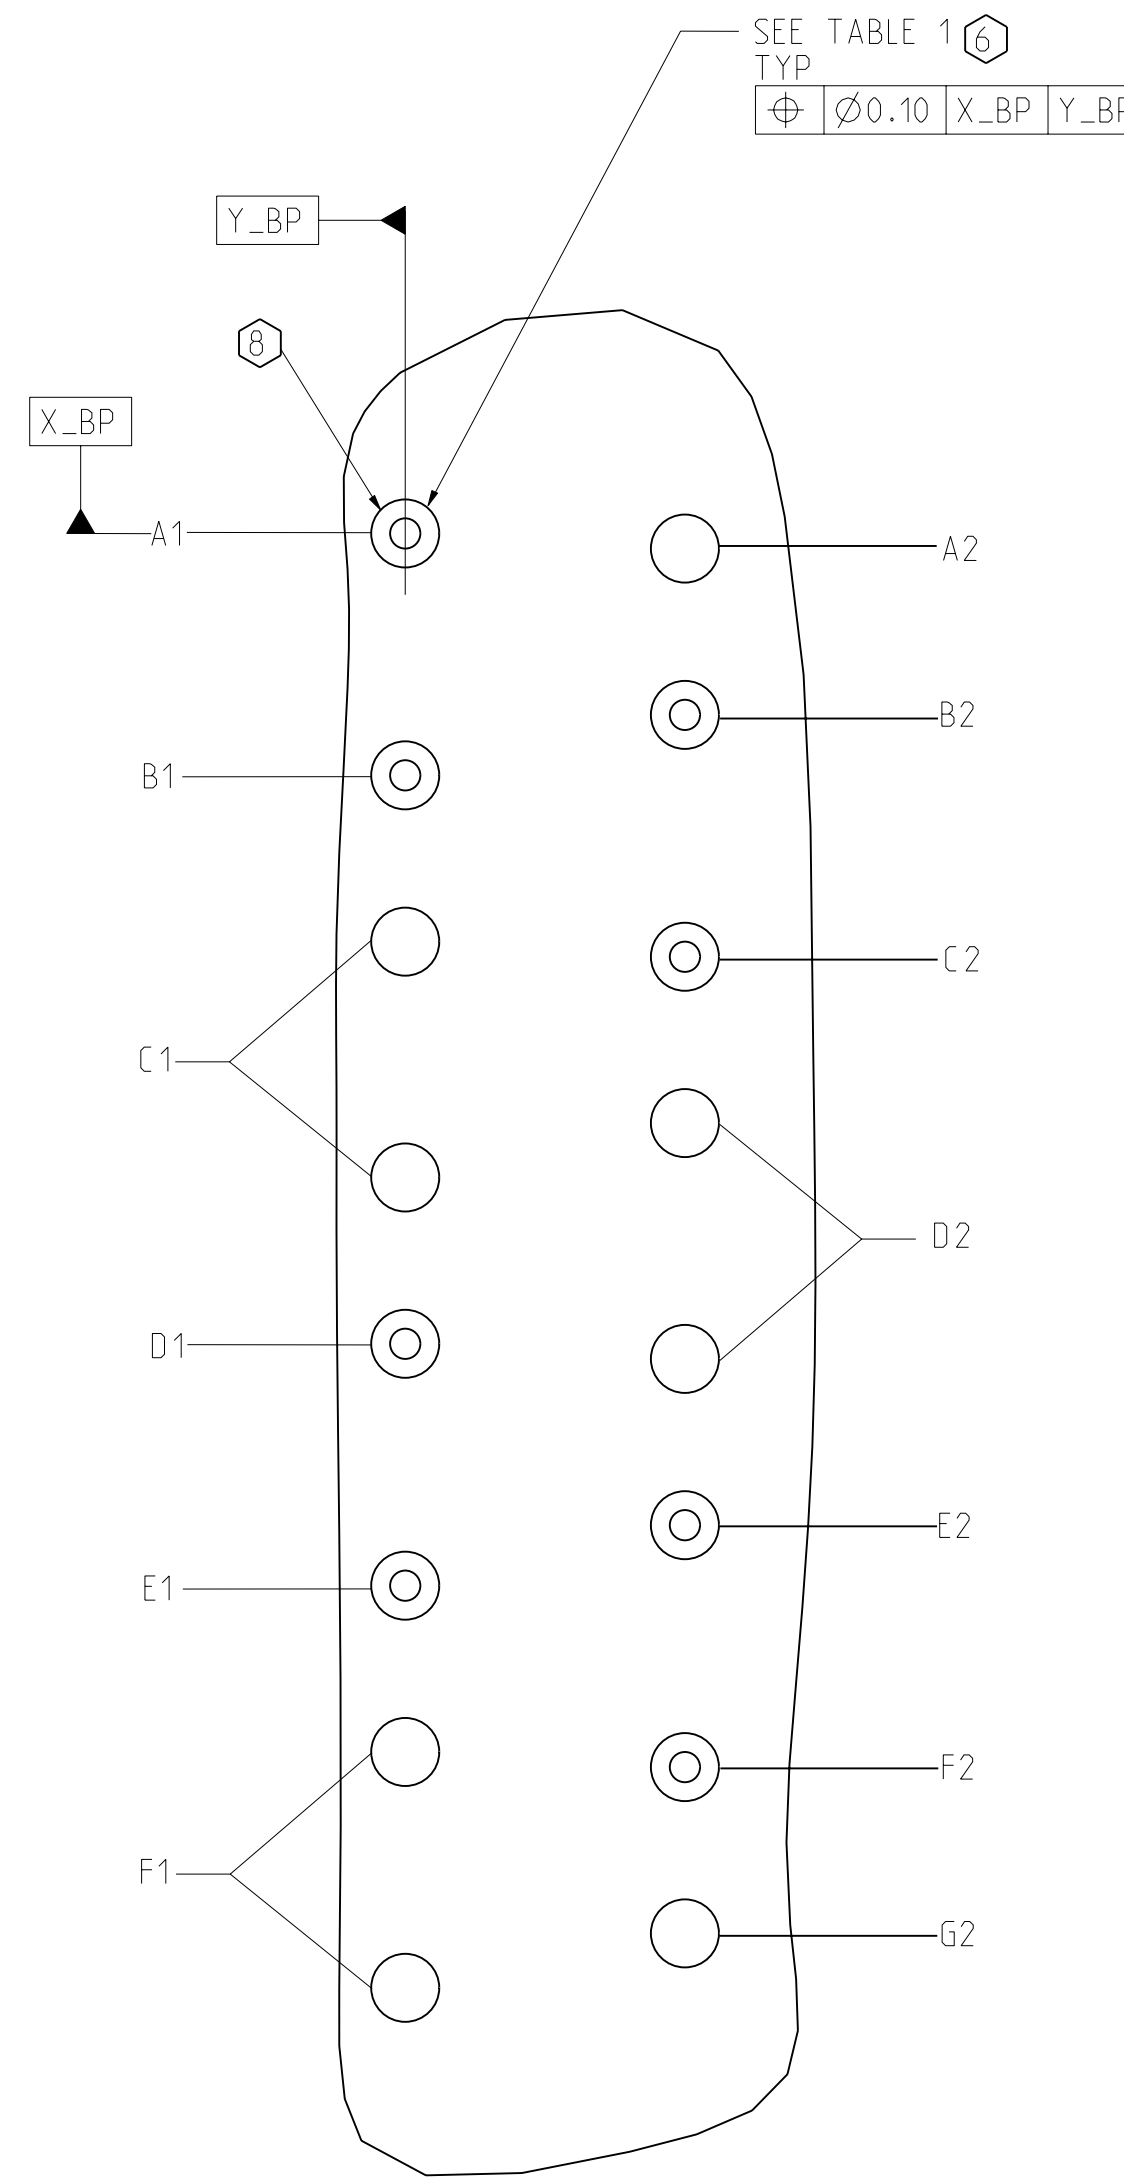 SEE TABLE 1 6
TYP
⌖ Ø0.10 X_BP Y_BP
Y_BP
8
X_BP
A1
A2
B2
B1
C2
C1
D2
D1
E2
E1
F2
F1
G2